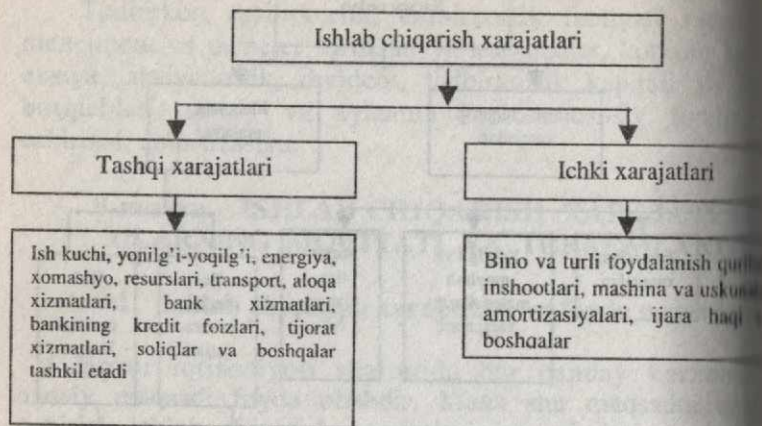 Ishlab chiqarish xarajatlari
Tashqi xarajatlari
Ichki xarajatlari
Ish kuchi, yonilg'i-yoqilg'i, energiya,
xomashyo, resurslari, transport, aloqa
xizmatlari, bank xizmatlari,
bankining kredit foizlari, tijorat
xizmatlari, soliqlar va boshqalar
tashkil etadi
Bino va turli foydalanish
inshootlari, mashina va
amortizasiyalari, ijara haqi
boshqalar